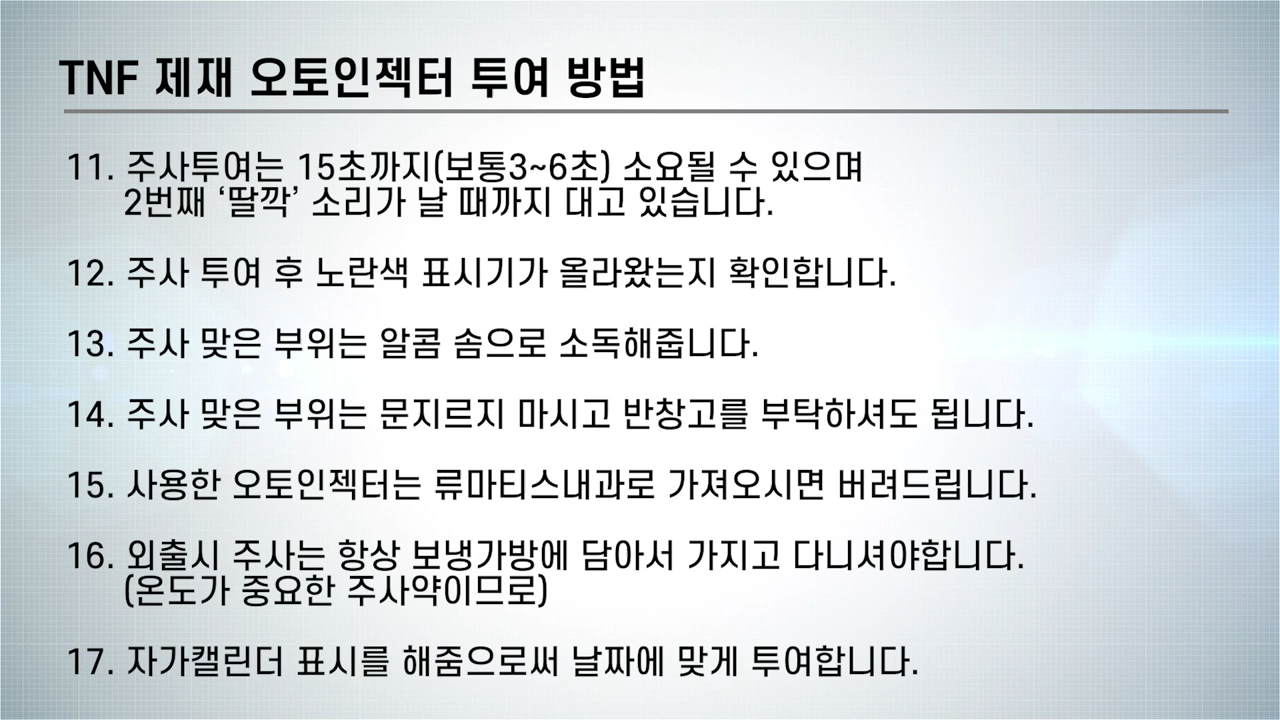 TNF 제재 오토인젝터 투여 방법
11. 주사투여는 15초까지(보통3~6초) 소요될 수 있으며
2번째 ‘딸깍’ 소리가 날 때까지 대고 있습니다.
12. 주사 투여 후 노란색 표시기가 올라왔는지 확인합니다.
13. 주사 맞은 부위는 알콤 솜으로 소독해줍니다.
14. 주사 맞은 부위는 문지르지 마시고 반창고를 부탁하셔도 됩니다.
15. 사용한 오토인젝터는 류마티스내과로 가져오시면 버려드립니다.
16. 외출시 주사는 항상 보냉가방에 담아서 가지고 다니셔야합니다.
(온도가 중요한 주사약이므로)
17. 자가캘린더 표시를 해줌으로써 날짜에 맞게 투여합니다.